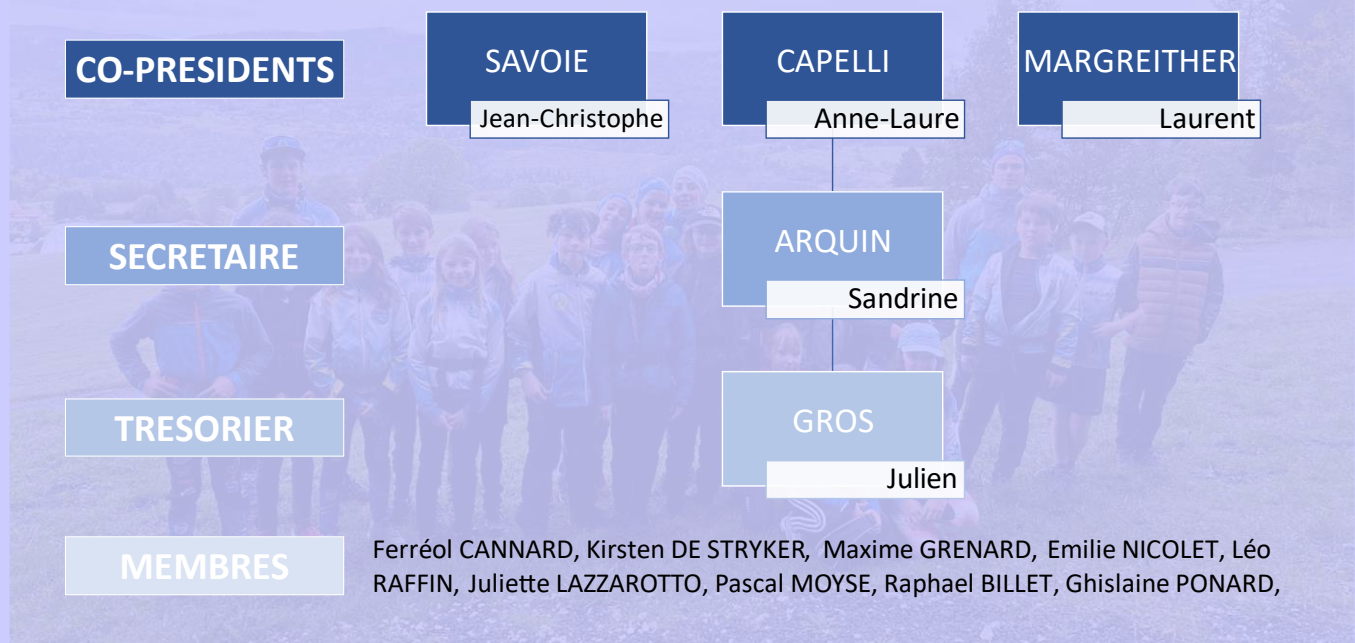 CO-PRESIDENTS
SAVOIE
Jean-Christophe
CAPELLI
Anne-Laure
MARGREITHER
Laurent
SECRETAIRE
ARQUIN
Sandrine
TRESORIER
GROS
Julien
MEMBRES
Ferréol CANNARD, Kirsten DE STRYKER, Maxime GRENARD, Emilie NICOLET, Léo
RAFFIN, Juliette LAZZAROTTO, Pascal MOYSE, Raphael BILLET, Ghislaine PONARD,